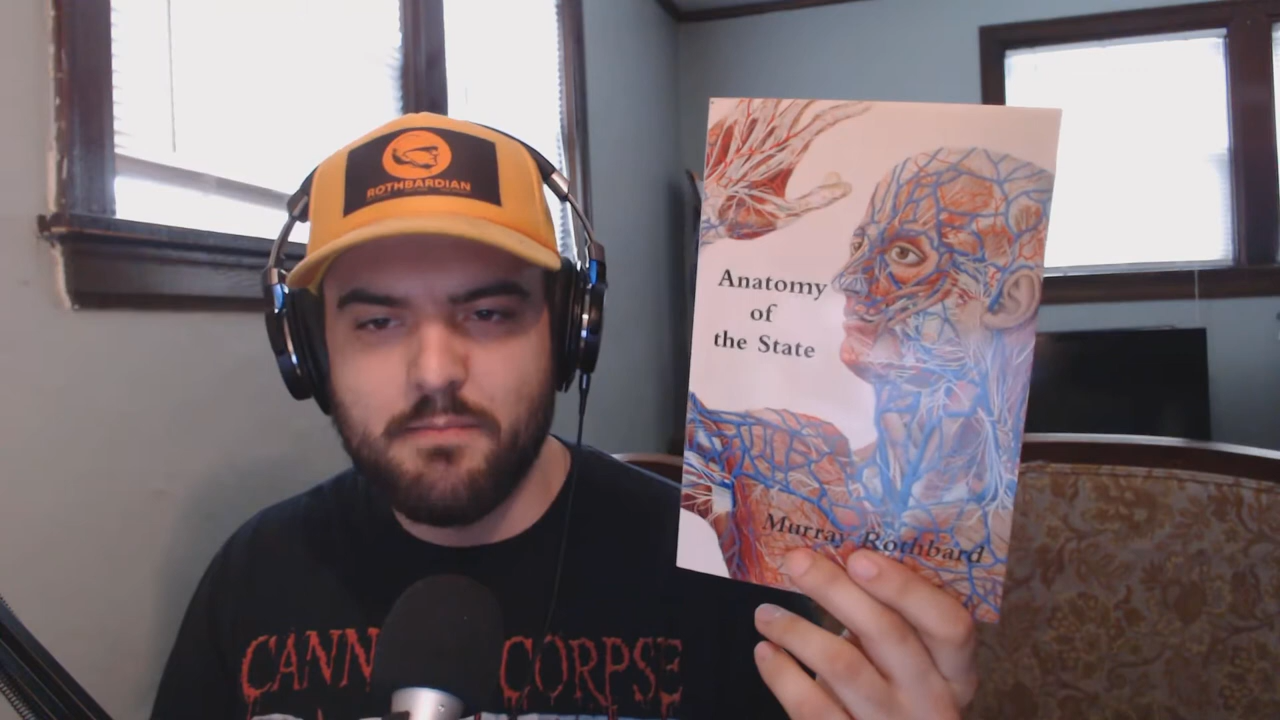 ROTHBARDIAN
Anatomy
of
the State
Murray Rothbard
CANN
CORPSE